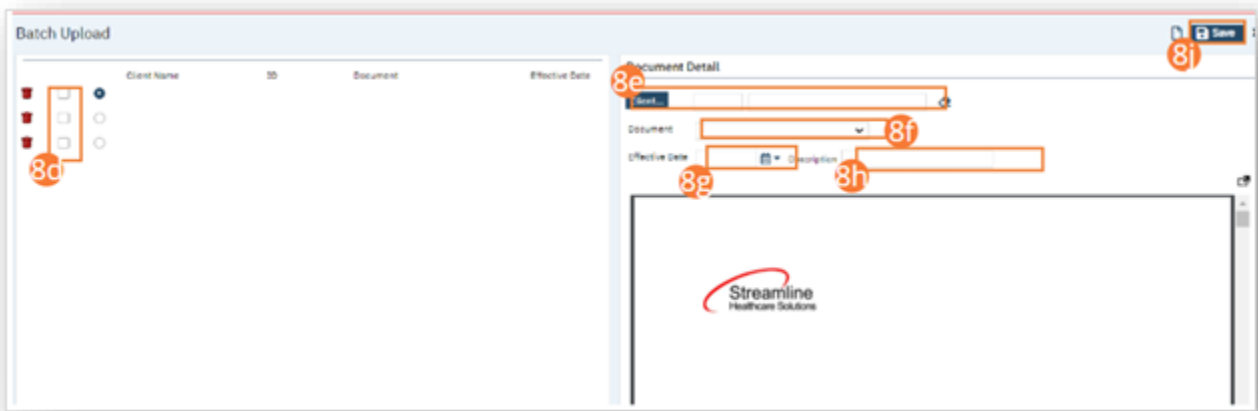 Batch Upload
Save
8j
Client Name ID Document Effective Date
8d
Document Detail
8e
Document
8f
Effective Date
8g
Description
8h
Streamline
Healthcare Solutions